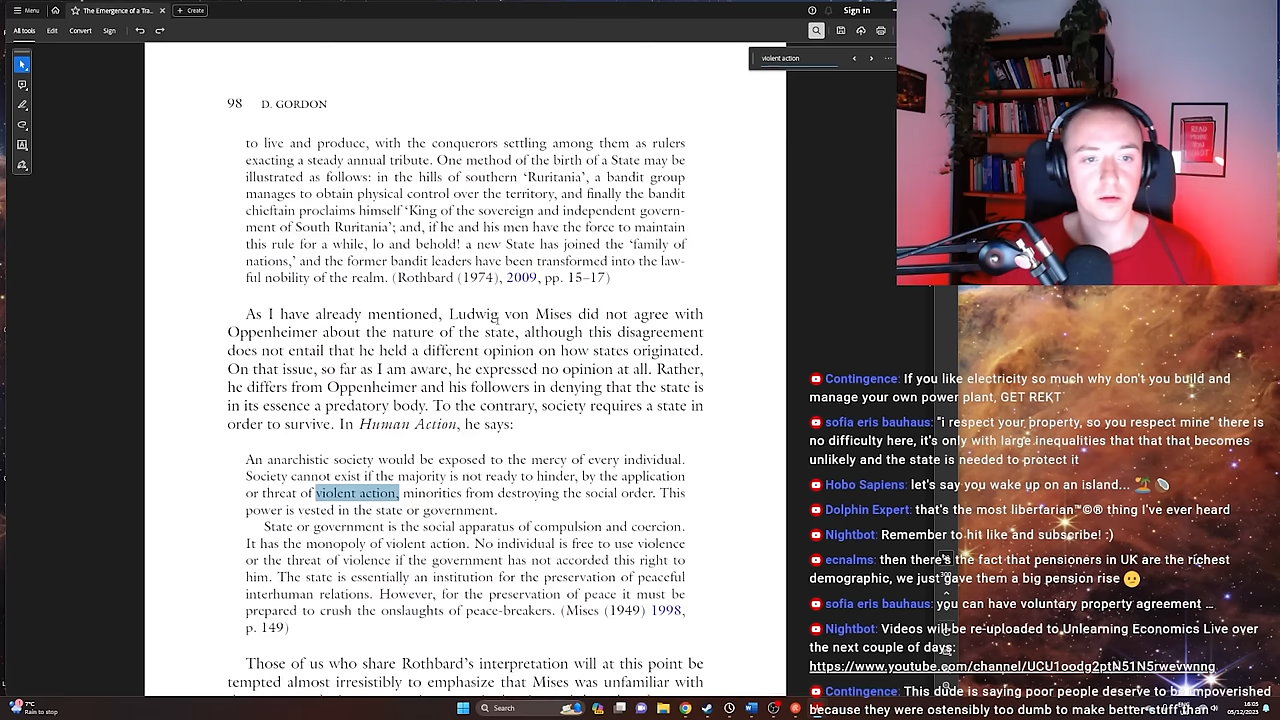 Menu
The Emergence of a Tra...
Create
Sign in
All tools
Edit
Convert
Sign
violent action
98 D. GORDON
to live and produce, with the conquerors settling among them as rulers
exacting a steady annual tribute. One method of the birth of a State may be
illustrated as follows: in the hills of southern ‘Ruritania’, a bandit group
manages to obtain physical control over the territory, and finally the bandit
chieftain proclaims himself ‘King of the sovereign and independent govern-
ment of South Ruritania’; and, if he and his men have the force to maintain
this rule for a while, lo and behold! a new State has joined the ‘family of
nations,’ and the former bandit leaders have been transformed into the law-
ful nobility of the realm. (Rothbard (1974), 2009, pp. 15–17)
As I have already mentioned, Ludwig von Mises did not agree with
Oppenheimer about the nature of the state, although this disagreement
does not entail that he held a different opinion on how states originated.
On that issue, so far as I am aware, he expressed no opinion at all. Rather,
he differs from Oppenheimer and his followers in denying that the state is
in its essence a predatory body. To the contrary, society requires a state in
order to survive. In Human Action, he says:
An anarchistic society would be exposed to the mercy of every individual.
Society cannot exist if the majority is not ready to hinder, by the application
or threat of violent action, minorities from destroying the social order. This
power is vested in the state or government.
State or government is the social apparatus of compulsion and coercion.
It has the monopoly of violent action. No individual is free to use violence
or the threat of violence if the government has not accorded this right to
him. The state is essentially an institution for the preservation of peaceful
interhuman relations. However, for the preservation of peace it must be
prepared to crush the onslaughts of peace-breakers. (Mises (1949) 1998,
p. 149)
Those of us who share Rothbard’s interpretation will at this point be
tempted almost irresistibly to emphasize that Mises was unfamiliar with
READ
Contingence: If you like electricity so much why don't you build and
manage your own power plant, GET REKT
sofia eris bauhaus: "i respect your property, so you respect mine" there is
no difficulty here, it's only with large inequalities that that becomes
unlikely and the state is needed to protect it
Hobo Sapiens: let's say you wake up on an island... 🏝️ 🥥
Dolphin Expert: that's the most liberfarian™©® thing I've ever heard
Nightbot: Remember to hit like and subscribe! :)
ecnalms: then there's the fact that pensioners in UK are the richest
demographic, we just gave them a big pension rise 😕
sofia eris bauhaus: you can have voluntary property agreement ...
Nightbot: Videos will be re-uploaded to Unlearning Economics Live over
the next couple of days:
https://www.youtube.com/channel/UCU1oodg2ptN51N5rwevwnng
Contingence: This dude is saying poor people deserve to be impoverished
because they were ostensibly too dumb to make better stuff than
7°C
Rain to stop
Search
16:05
05/12/2023